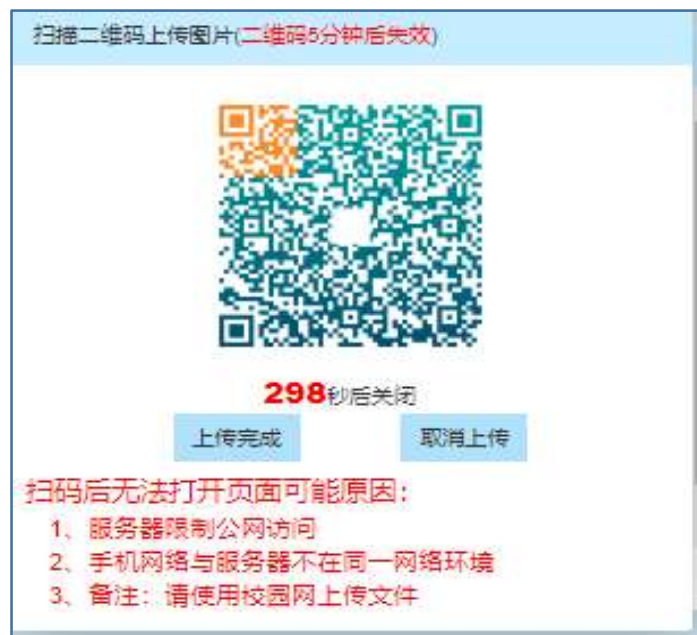 扫描二维码上传图片(二维码5分钟后失效)
298秒后关闭
上传完成 取消上传
扫码后无法打开页面可能原因：
1、服务器限制公网访问
2、手机网络与服务器不在同一网络环境
3、备注：请使用校园网上传文件